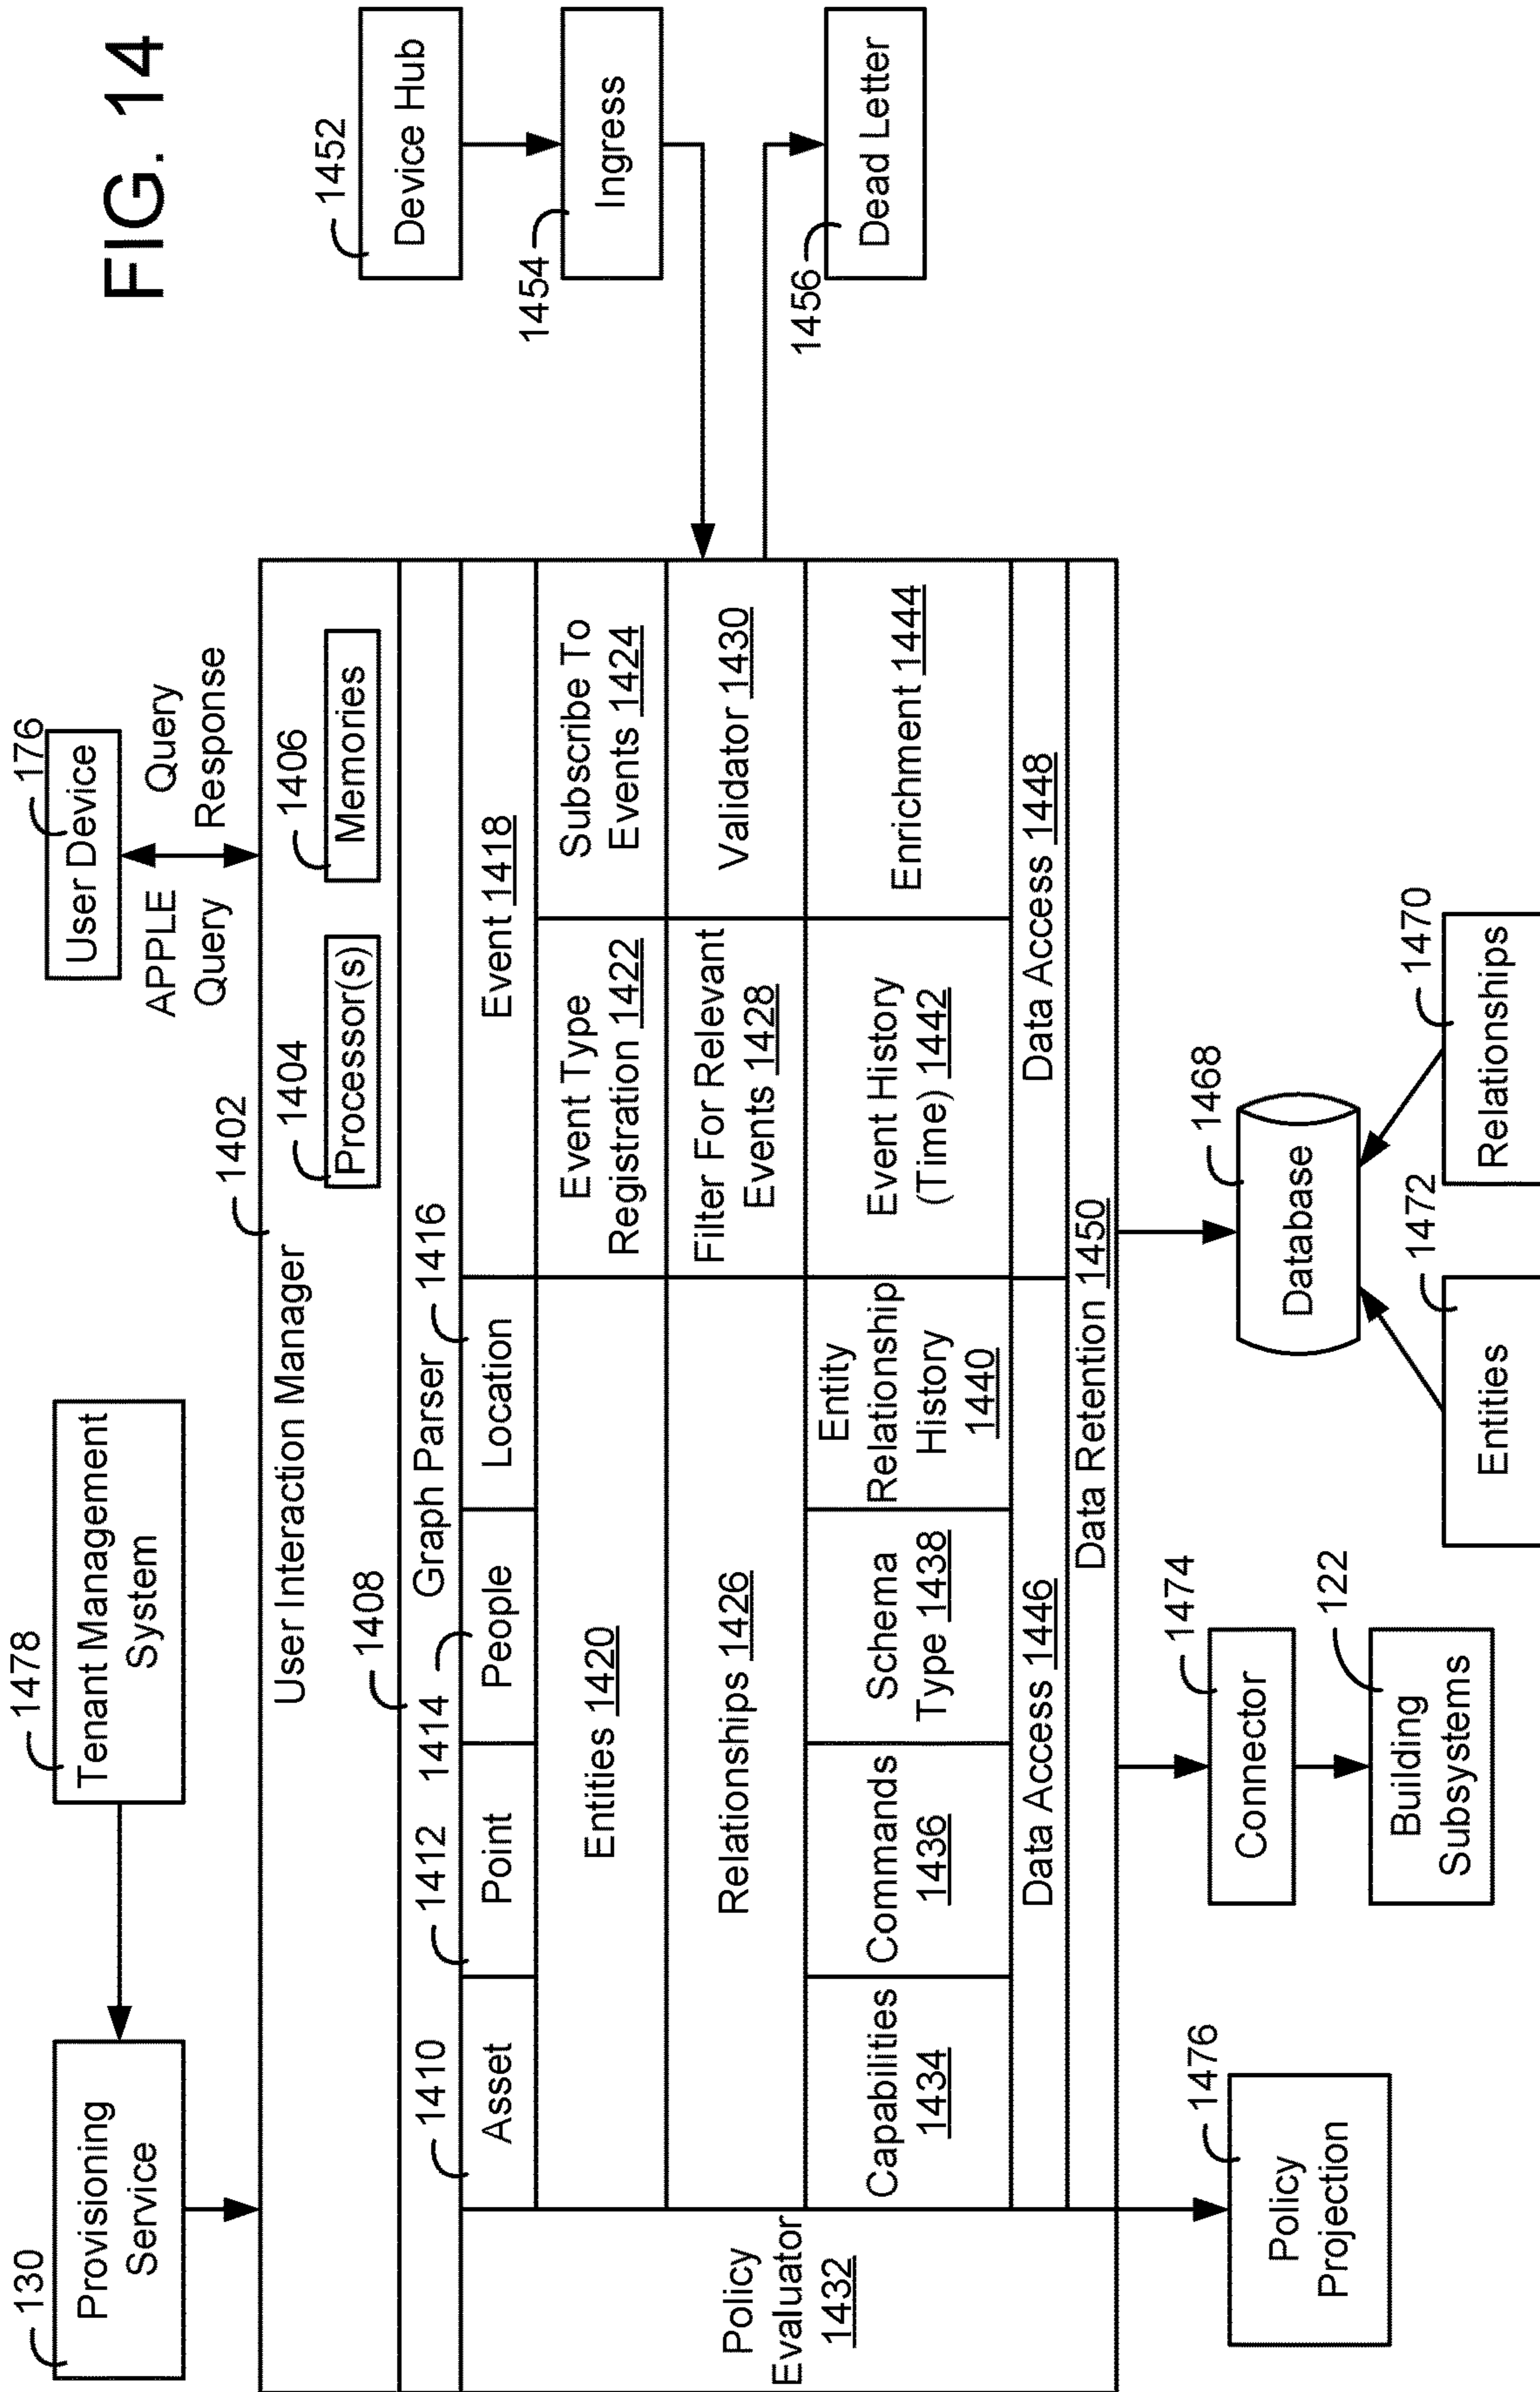 FIG. 14
130
Provisioning
Service
1478
Tenant Management
System
176
User Device
APPLE
Query
Query
Response
1402
User Interaction Manager
1404
Processor(s)
1406
Memories
1408
Graph Parser
1410
Asset
1412
Point
1414
People
1416
Location
Event 1418
Policy
Evaluator
1432
Entities 1420
Event Type
Registration 1422
Subscribe To
Events 1424
Relationships 1426
Filter For Relevant
Events 1428
Validator 1430
Capabilities
1434
Commands
1436
Schema
Type 1438
Entity
Relationship
History
1440
Event History
(Time) 1442
Enrichment 1444
Data Access 1446
Data Access 1448
Data Retention 1450
1452
Device Hub
1454
Ingress
1456
Dead Letter
1476
Policy
Projection
1474
Connector
122
Building
Subsystems
1468
Database
1472
Entities
1470
Relationships